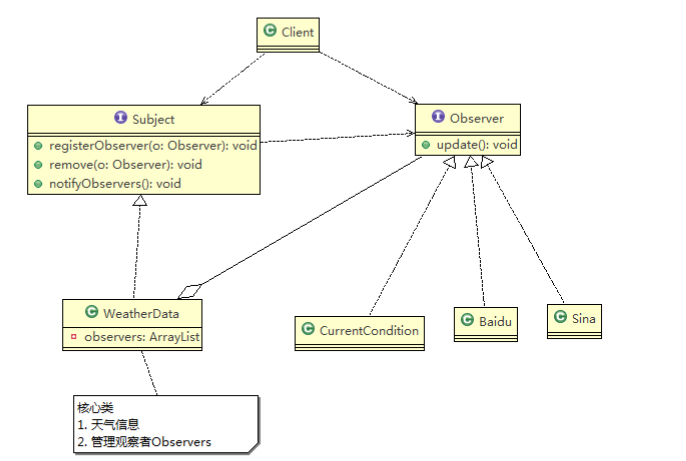 Client
Subject
registerObserver(o: Observer): void
remove(o: Observer): void
notifyObservers(): void
Observer
update(): void
WeatherData
observers: ArrayList
CurrentCondition
Baidu
Sina
核心类
1. 天气信息
2. 管理观察者Observers